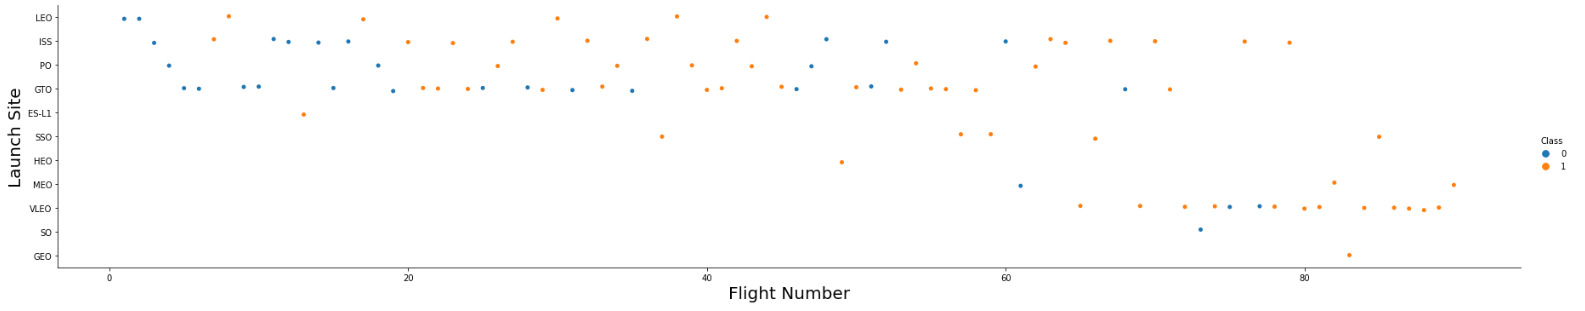 Launch Site
LEO
ISS
PO
GTO
ES-L1
SSO
HEO
MEO
VLEO
SO
GEO
0
20
40
60
80
Flight Number
Class
0
1